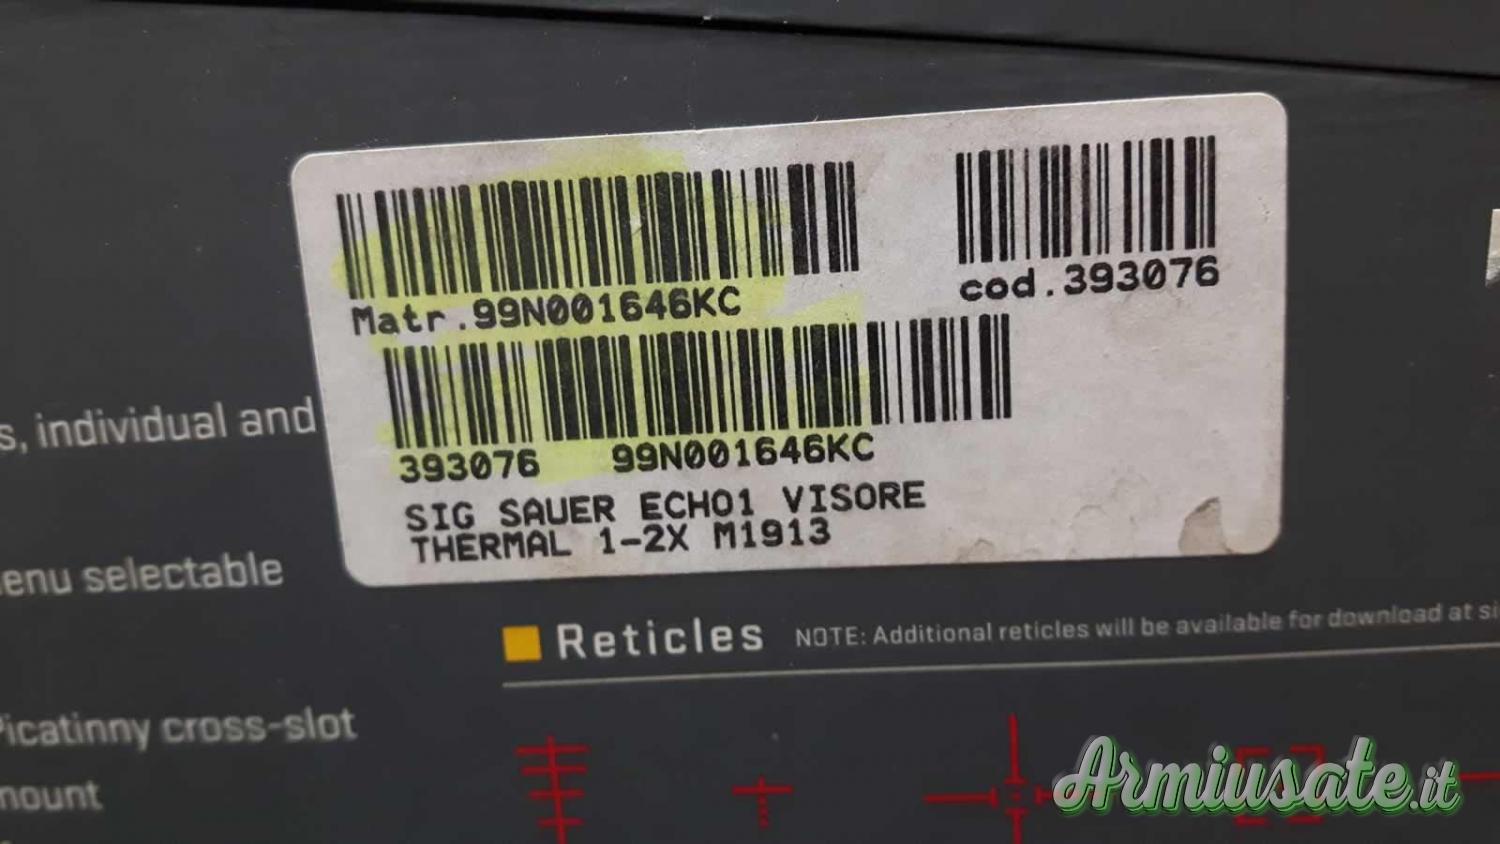 Matr.99N001646KC
cod.393076
393076 99N001646KC
SIG SAUER ECHO1 VISORE
THERMAL 1-2X M1913
s, individual and
enu selectable
Picatinny cross-slot
mount
Reticles NOTE: Additional reticles will be available for download at si
Armiusate.it